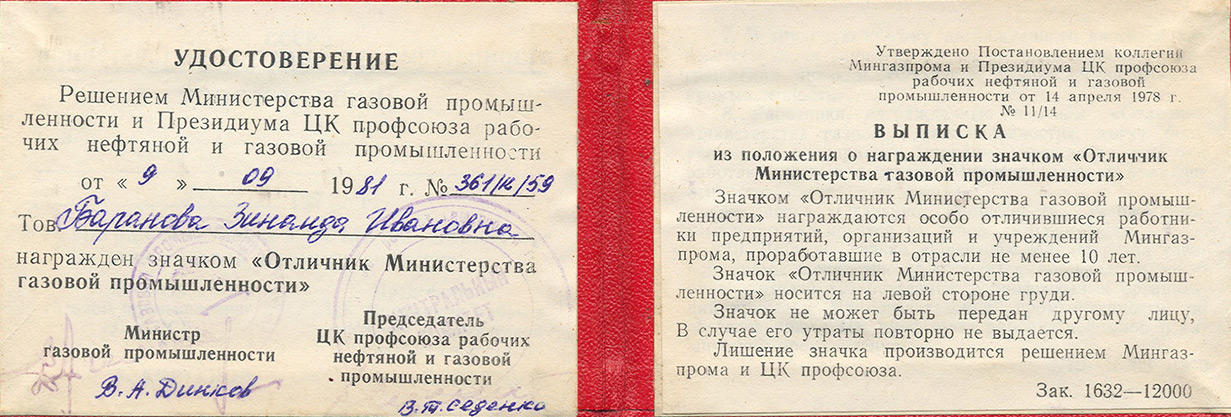 УДОСТОВЕРЕНИЕ
Решением Министерства газовой промыш-
ленности и Президиума ЦК профсоюза рабо-
чих нефтяной и газовой промышленности
от «9» 09 1981 г. № 361/к/59
Тов. Баранова Зинаида Ивановна
награжден значком «Отличник Министерства
газовой промышленности»
Министр
газовой промышленности
В.А.Динков
Председатель
ЦК профсоюза рабочих
нефтяной и газовой
промышленности
В.Т.Седенко
Утверждено Постановлением коллегии
Мингазпрома и Президиума ЦК профсоюза
рабочих нефтяной и газовой
промышленности от 14 апреля 1978 г.
№ 11/14
ВЫПИСКА
из положения о награждении значком «Отличник
Министерства газовой промышленности»
Значком «Отличник Министерства газовой промыш-
ленности» награждаются особо отличившиеся работни-
ки предприятий, организаций и учреждений Мингаз-
прома, проработавшие в отрасли не менее 10 лет.
Значок «Отличник Министерства газовой промыш-
ленности» носится на левой стороне груди.
Значок не может быть передан другому лицу,
В случае его утраты повторно не выдается.
Лишение значка производится решением Мингаз-
прома и ЦК профсоюза.
Зак. 1632—12000